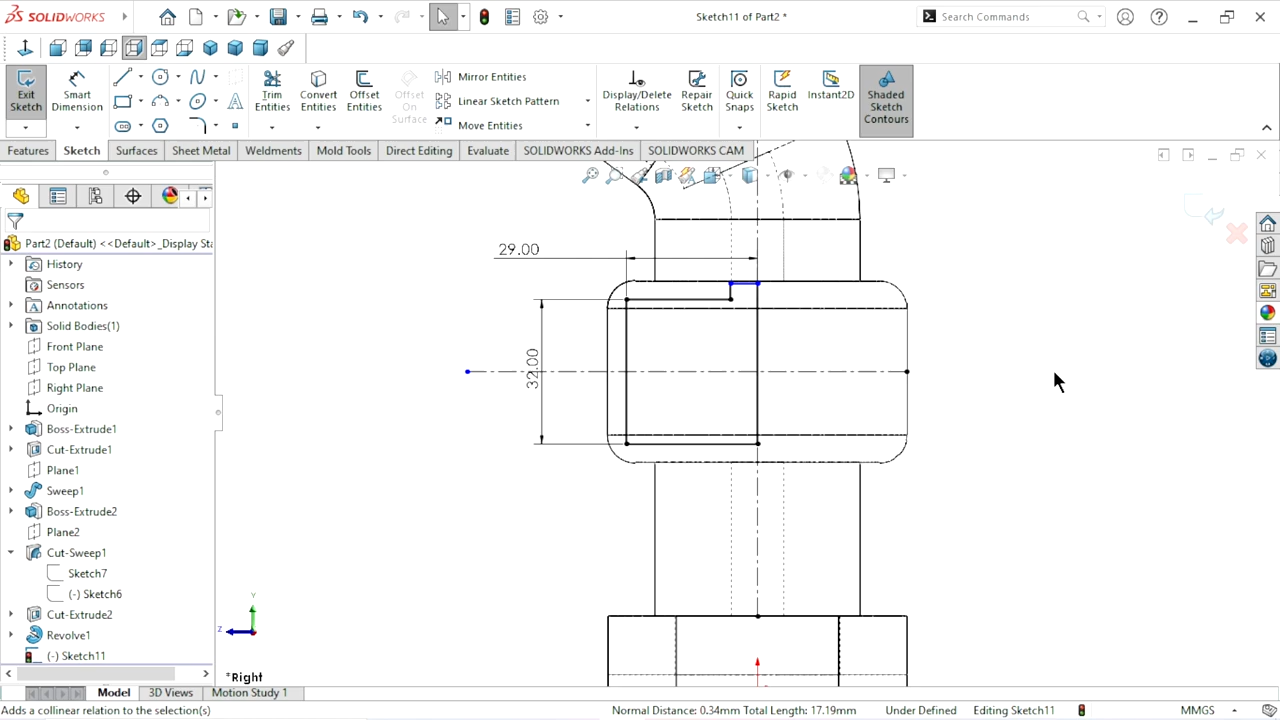 SOLIDWORKS
Sketch11 of Part2 *
Search Commands
Exit Sketch
Smart Dimension
Trim Entities
Convert Entities
Offset Entities
Offset On Surface
Mirror Entities
Linear Sketch Pattern
Move Entities
Display/Delete Relations
Repair Sketch
Quick Snaps
Rapid Sketch
Instant2D
Shaded Sketch Contours
Features Sketch Surfaces Sheet Metal Weldments Mold Tools Direct Editing Evaluate SOLIDWORKS Add-Ins SOLIDWORKS CAM
Part2 (Default) <<Default>_Display Sta
History
Sensors
Annotations
Solid Bodies(1)
Front Plane
Top Plane
Right Plane
Origin
Boss-Extrude1
Cut-Extrude1
Plane1
Sweep1
Boss-Extrude2
Plane2
Cut-Sweep1
Sketch7
(-) Sketch6
Cut-Extrude2
Revolve1
(-) Sketch11
29.00
32.00
Y
Z
*Right
Model 3D Views Motion Study 1
Adds a collinear relation to the selection(s) Normal Distance: 0.34mm Total Length: 17.19mm Under Defined Editing Sketch11 MMGS